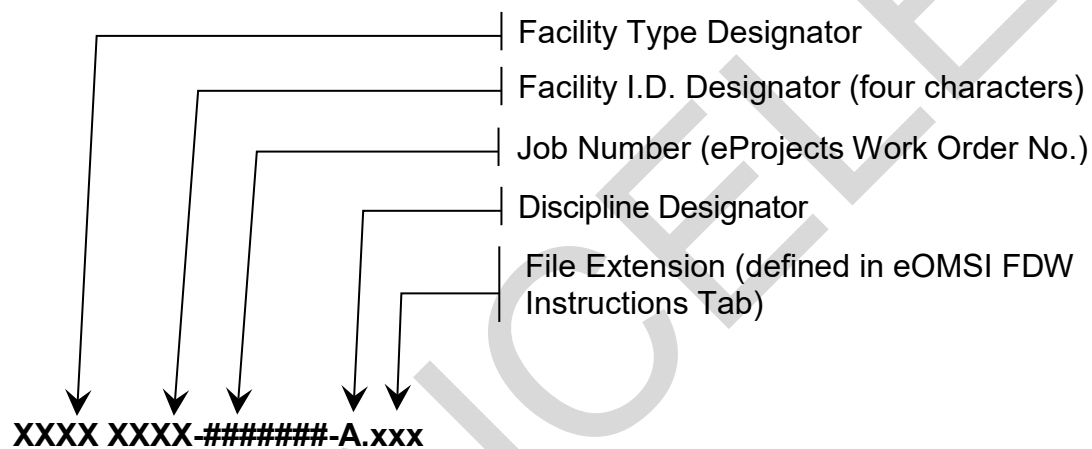 Facility Type Designator
Facility I.D. Designator (four characters)
Job Number (eProjects Work Order No.)
Discipline Designator
File Extension (defined in eOMSI FDW
Instructions Tab)
XXXX XXXX-#######-A.xxx